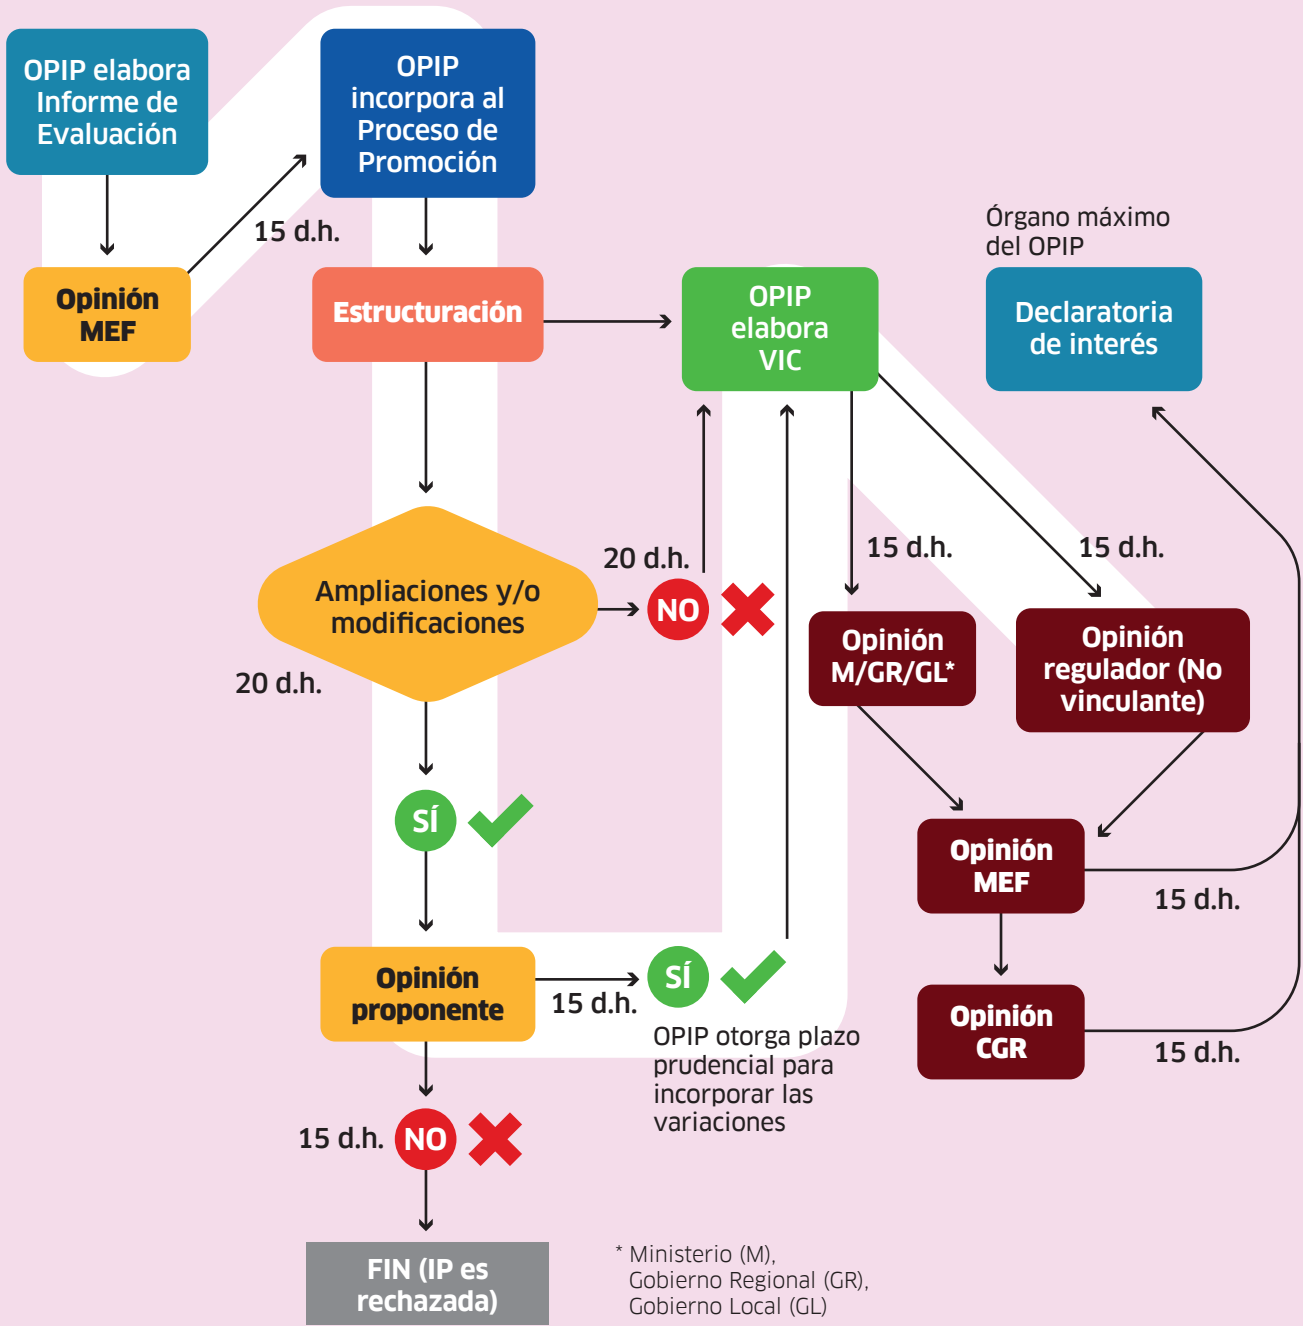 OPIP elabora
Informe de
Evaluación
OPIP
incorpora al
Proceso de
Promoción
15 d.h.
Opinión
MEF
Estructuración
OPIP
elabora
VIC
Órgano máximo
del OPIP
Declaratoria
de interés
Ampliaciones y/o
modificaciones
20 d.h.
20 d.h.
NO
15 d.h.
15 d.h.
Opinión
M/GR/GL*
Opinión
regulador (No
vinculante)
SÍ
Opinión
MEF
15 d.h.
Opinión
proponente
15 d.h.
SÍ
OPIP otorga plazo
prudencial para
incorporar las
variaciones
Opinión
CGR
15 d.h.
15 d.h.
NO
FIN (IP es
rechazada)
* Ministerio (M),
Gobierno Regional (GR),
Gobierno Local (GL)